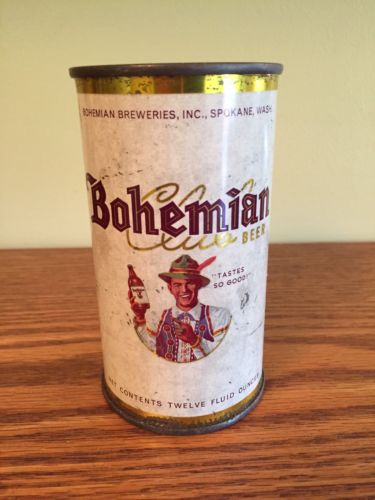 BOHEMIAN BREWERIES, INC., SPOKANE, WASH.
Bohemian
Club
BEER
"TASTES
SO GOOD!"
NET CONTENTS TWELVE FLUID OUNCES